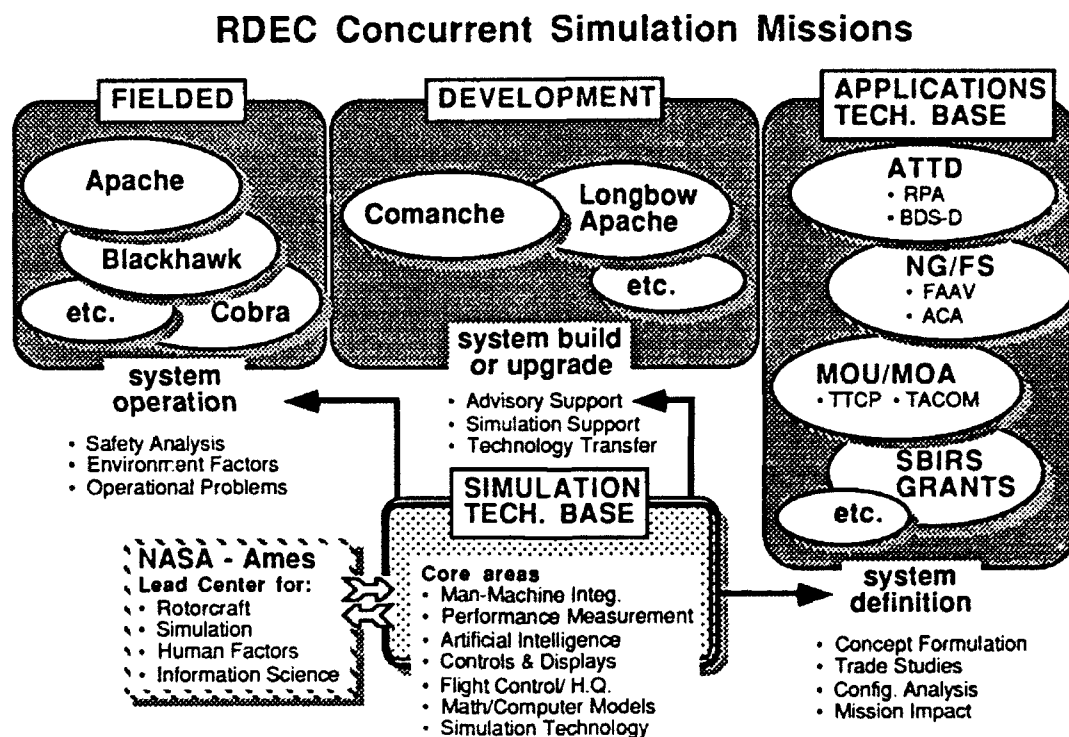 RDEC Concurrent Simulation Missions
FIELDED
Apache
Blackhawk
etc.
Cobra
system
operation
• Safety Analysis
• Environment Factors
• Operational Problems
DEVELOPMENT
Comanche
Longbow
Apache
etc.
system build
or upgrade
• Advisory Support
• Simulation Support
• Technology Transfer
APPLICATIONS
TECH. BASE
ATTD
• RPA
• BDS-D
NG/FS
• FAAV
• ACA
MOU/MOA
• TTCP • TACOM
SBIRS
GRANTS
etc.
system
definition
• Concept Formulation
• Trade Studies
• Config. Analysis
• Mission Impact
NASA - Ames
Lead Center for:
• Rotorcraft
• Simulation
• Human Factors
• Information Science
SIMULATION
TECH. BASE
Core areas
• Man-Machine Integ.
• Performance Measurement
• Artificial Intelligence
• Controls & Displays
• Flight Control/ H.Q.
• Math/Computer Models
• Simulation Technology